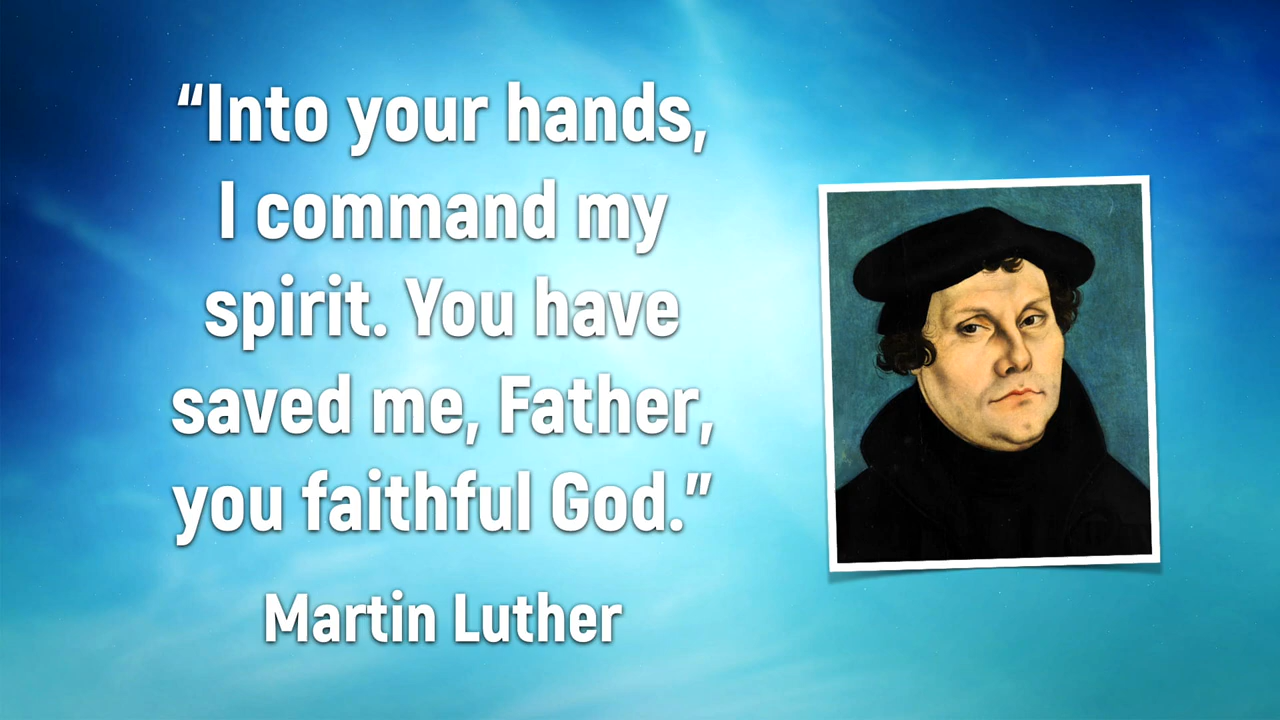 “Into your hands,
I command my
spirit. You have
saved me, Father,
you faithful God.”
Martin Luther